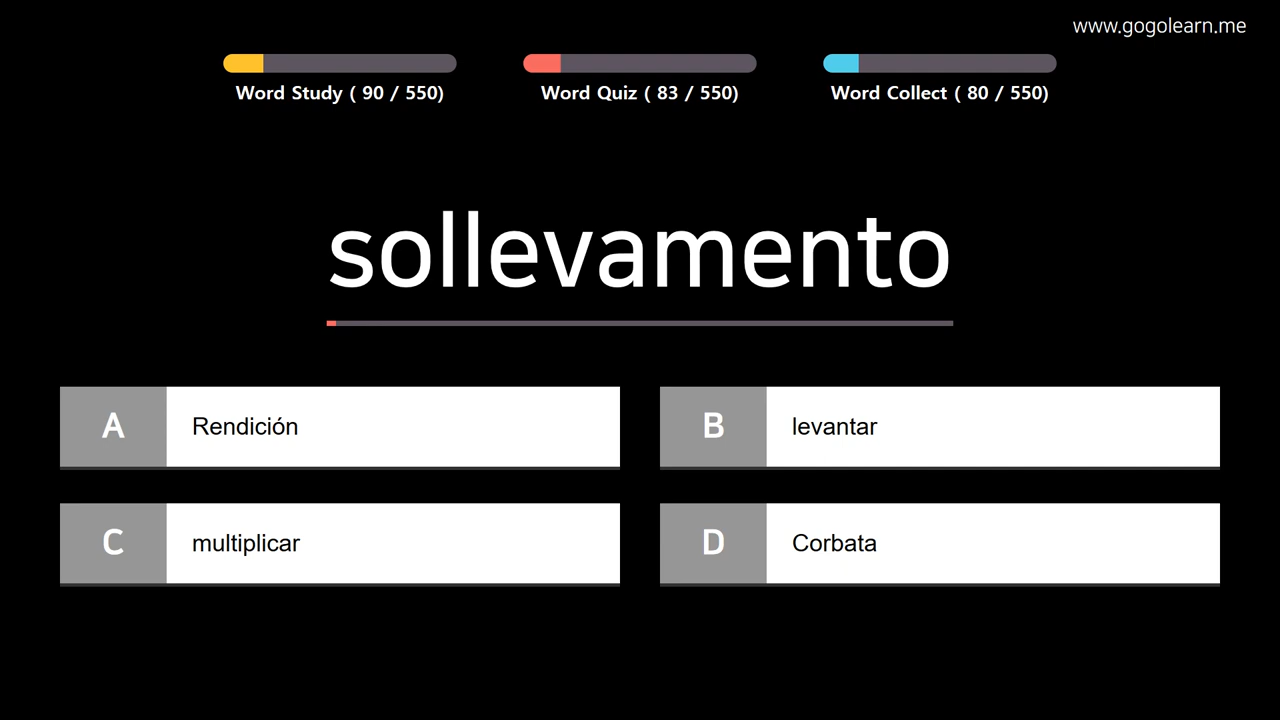 www.gogolearn.me
Word Study ( 90 / 550)
Word Quiz ( 83 / 550)
Word Collect ( 80 / 550)
sollevamento
A Rendición
B levantar
C multiplicar
D Corbata